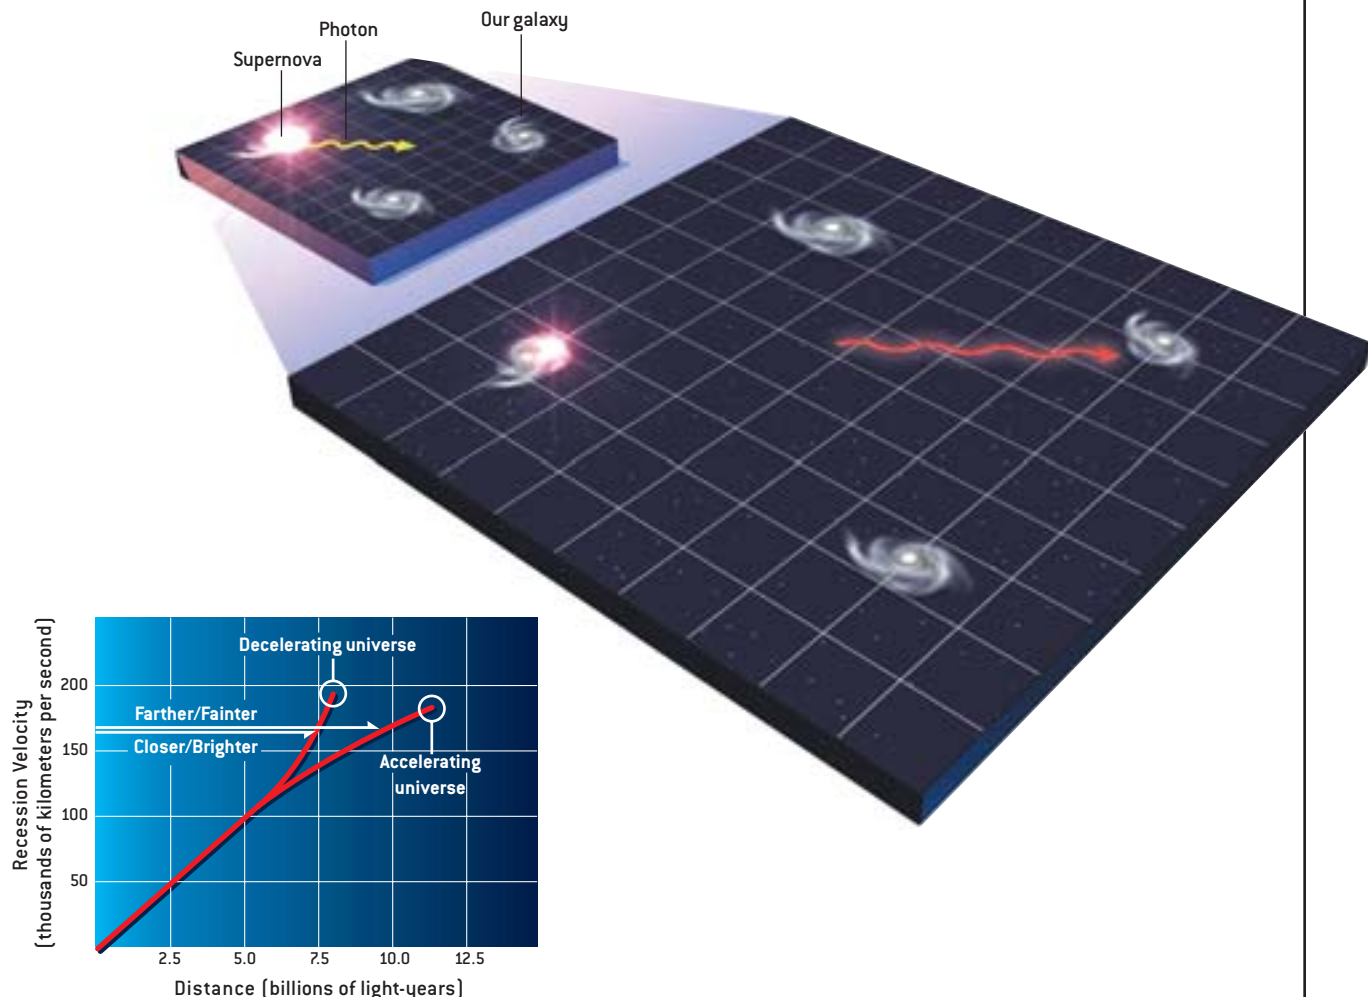 Our galaxy
Photon
Supernova
Recession Velocity
(thousands of kilometers per second)
200
150
100
50
Decelerating universe
Farther/Fainter
Closer/Brighter
Accelerating
universe
2.5 5.0 7.5 10.0 12.5
Distance (billions of light-years)